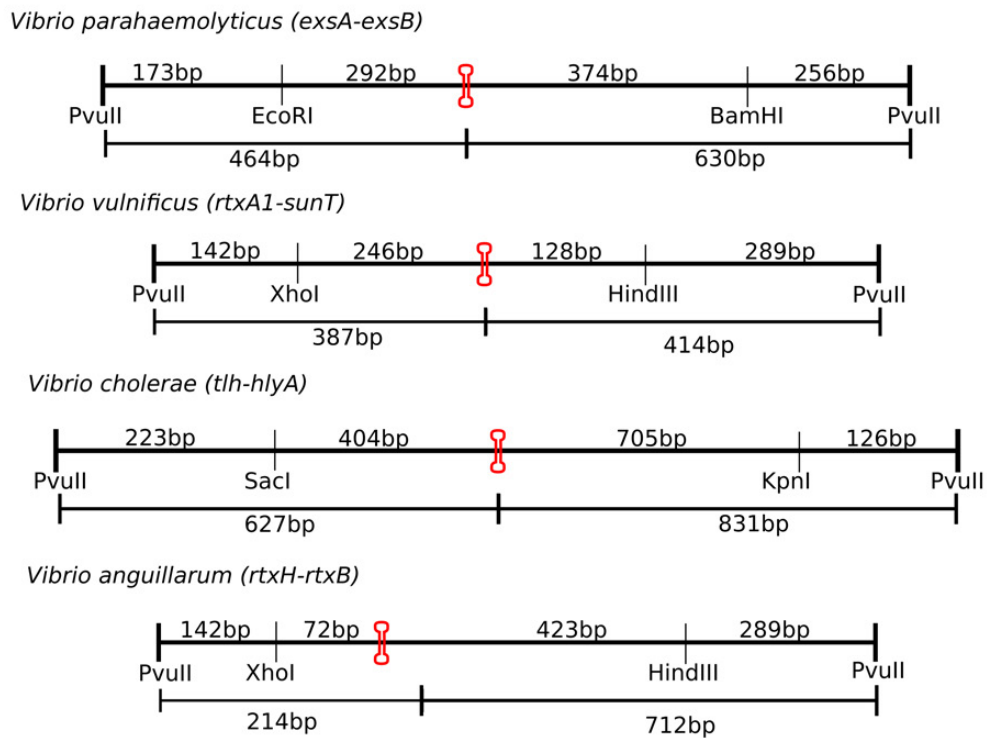 Vibrio parahaemolyticus (exsA-exsB)
173bp 292bp 374bp 256bp
PvuII EcoRI BamHI PvuII
464bp 630bp
Vibrio vulnificus (rtxA1-sunT)
142bp 246bp 128bp 289bp
PvuII XhoI HindIII PvuII
387bp 414bp
Vibrio cholerae (tlh-hlyA)
223bp 404bp 705bp 126bp
PvuII SacI KpnI PvuII
627bp 831bp
Vibrio anguillarum (rtxH-rtxB)
142bp 72bp 423bp 289bp
PvuII XhoI HindIII PvuII
214bp 712bp